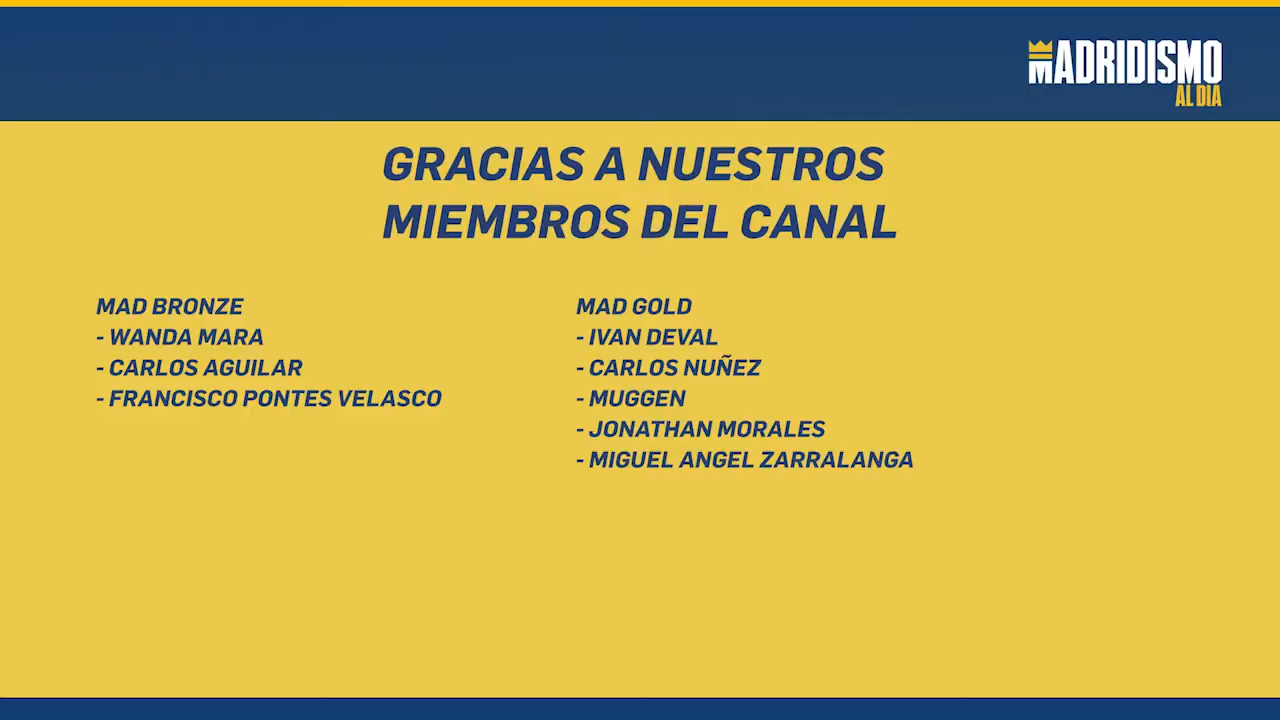 MADRIDISMO
AL DIA
GRACIAS A NUESTROS
MIEMBROS DEL CANAL
MAD BRONZE
- WANDA MARA
- CARLOS AGUILAR
- FRANCISCO PONTES VELASCO
MAD GOLD
- IVAN DEVAL
- CARLOS NUÑEZ
- MUGGEN
- JONATHAN MORALES
- MIGUEL ANGEL ZARRALANGA